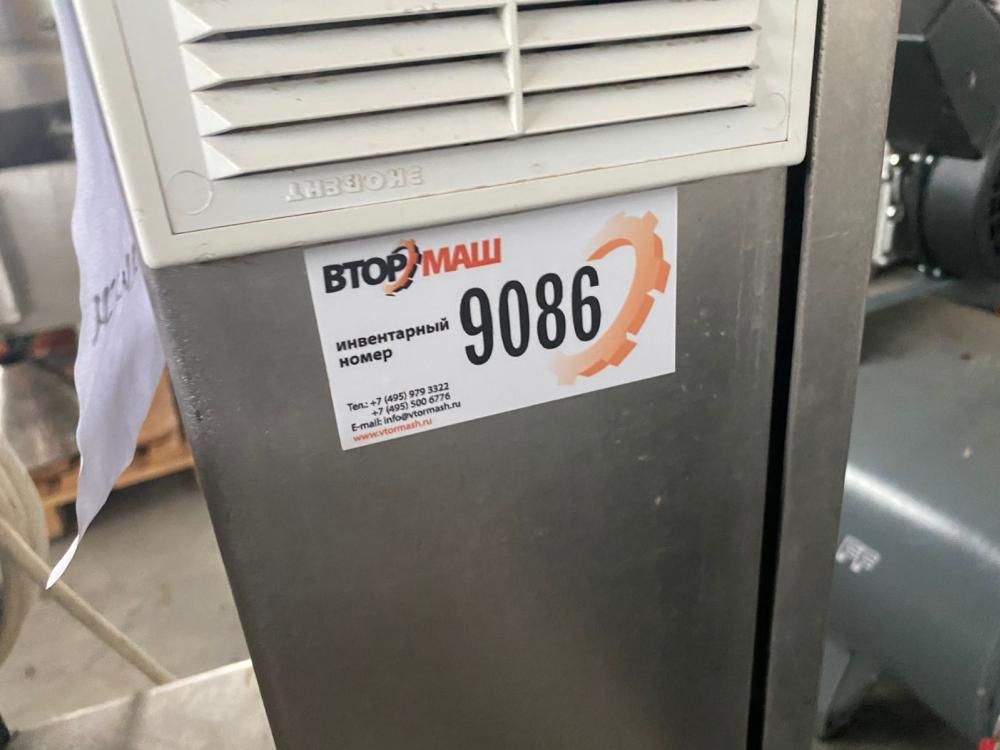 ЭКОВЕНТ
ВТОРМАШ
инвентарный
номер
9086
Тел.: +7 (495) 979 3322
+7 (495) 500 6776
E-mail: info@vtormash.ru
www.vtormash.ru